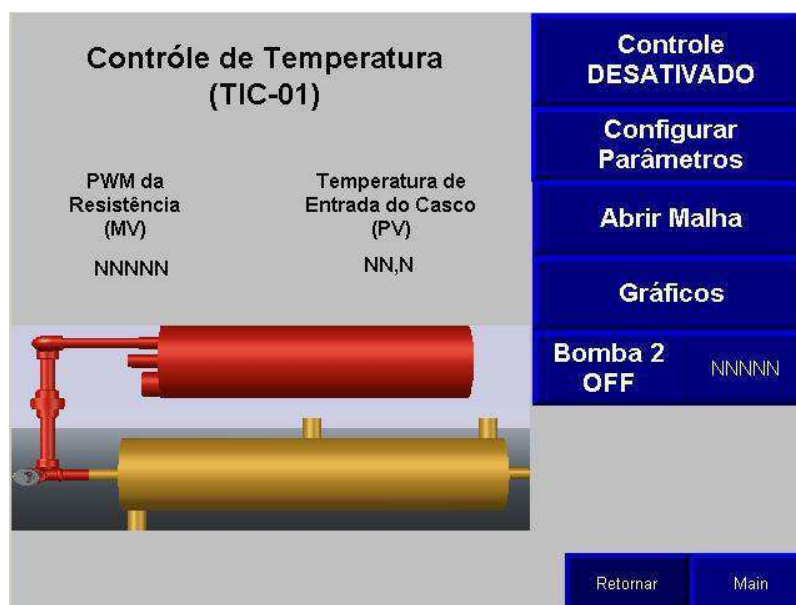 Contróle de Temperatura
(TIC-01)
PWM da
Resistência
(MV)
NNNNN
Temperatura de
Entrada do Casco
(PV)
NN,N
Controle
DESATIVADO
Configurar
Parâmetros
Abrir Malha
Gráficos
Bomba 2
OFF
NNNNN
Retornar
Main